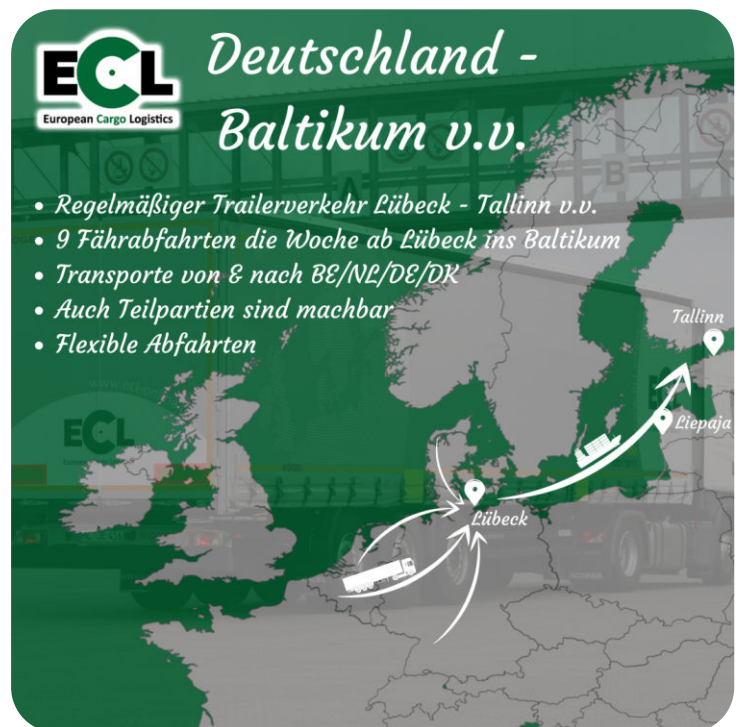 ECL
European Cargo Logistics
Deutschland -
Baltikum v.v.
• Regelmäßiger Trailerverkehr Lübeck - Tallinn v.v.
• 9 Fährabfahrten die Woche ab Lübeck ins Baltikum
• Transporte von & nach BE/NL/DE/DK
• Auch Teilpartien sind machbar
• Flexible Abfahrten
Tallinn
Liepaja
Lübeck
A
B
ECL